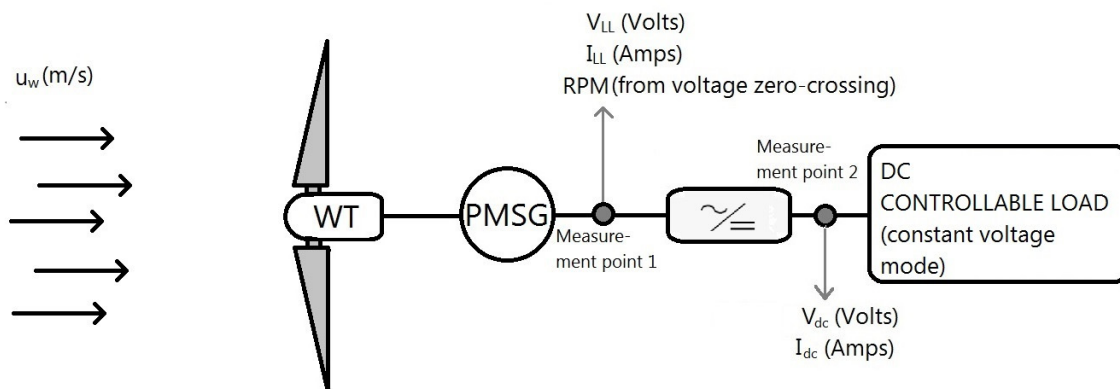 u_w (m/s)
V_LL (Volts)
I_LL (Amps)
RPM (from voltage zero-crossing)
WT
PMSG
Measure-
ment point 1
Measure-
ment point 2
DC
CONTROLLABLE LOAD
(constant voltage
mode)
V_dc (Volts)
I_dc (Amps)